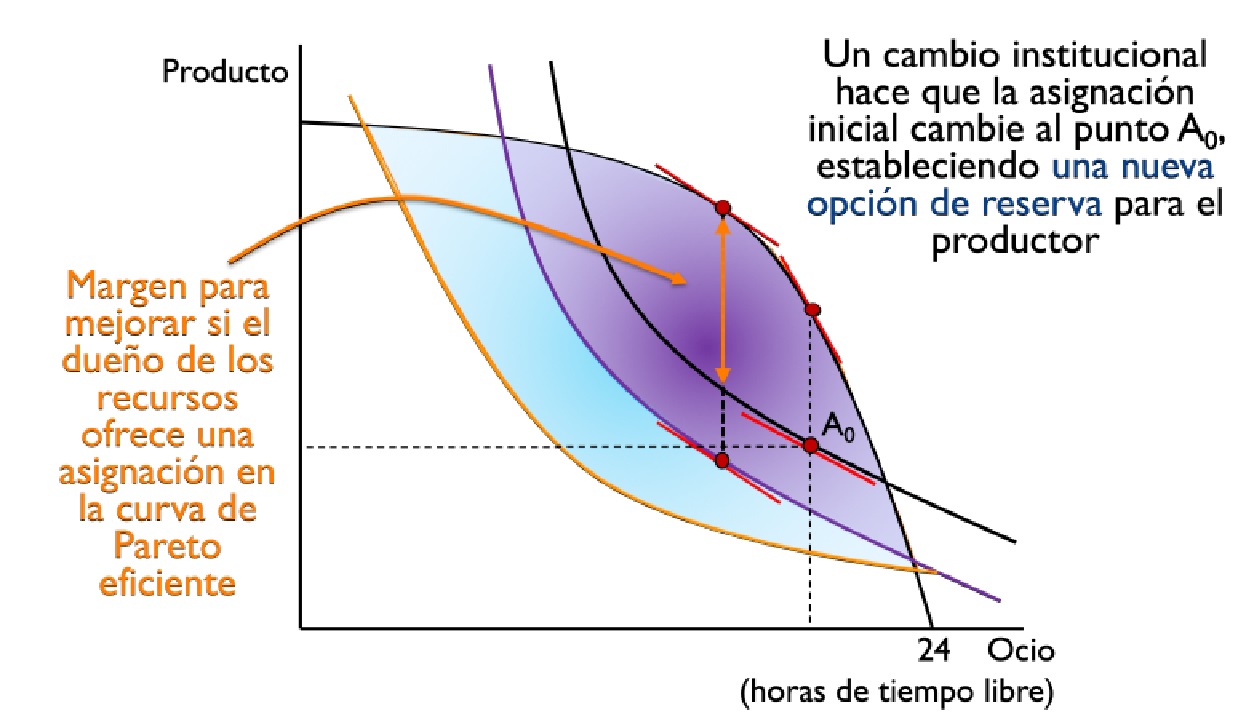 Producto
Un cambio institucional
hace que la asignación
inicial cambie al punto A₀,
estableciendo una nueva
opción de reserva para el
productor
Margen para
mejorar si el
dueño de los
recursos
ofrece una
asignación en
la curva de
Pareto
eficiente
A₀
24 Ocio
(horas de tiempo libre)